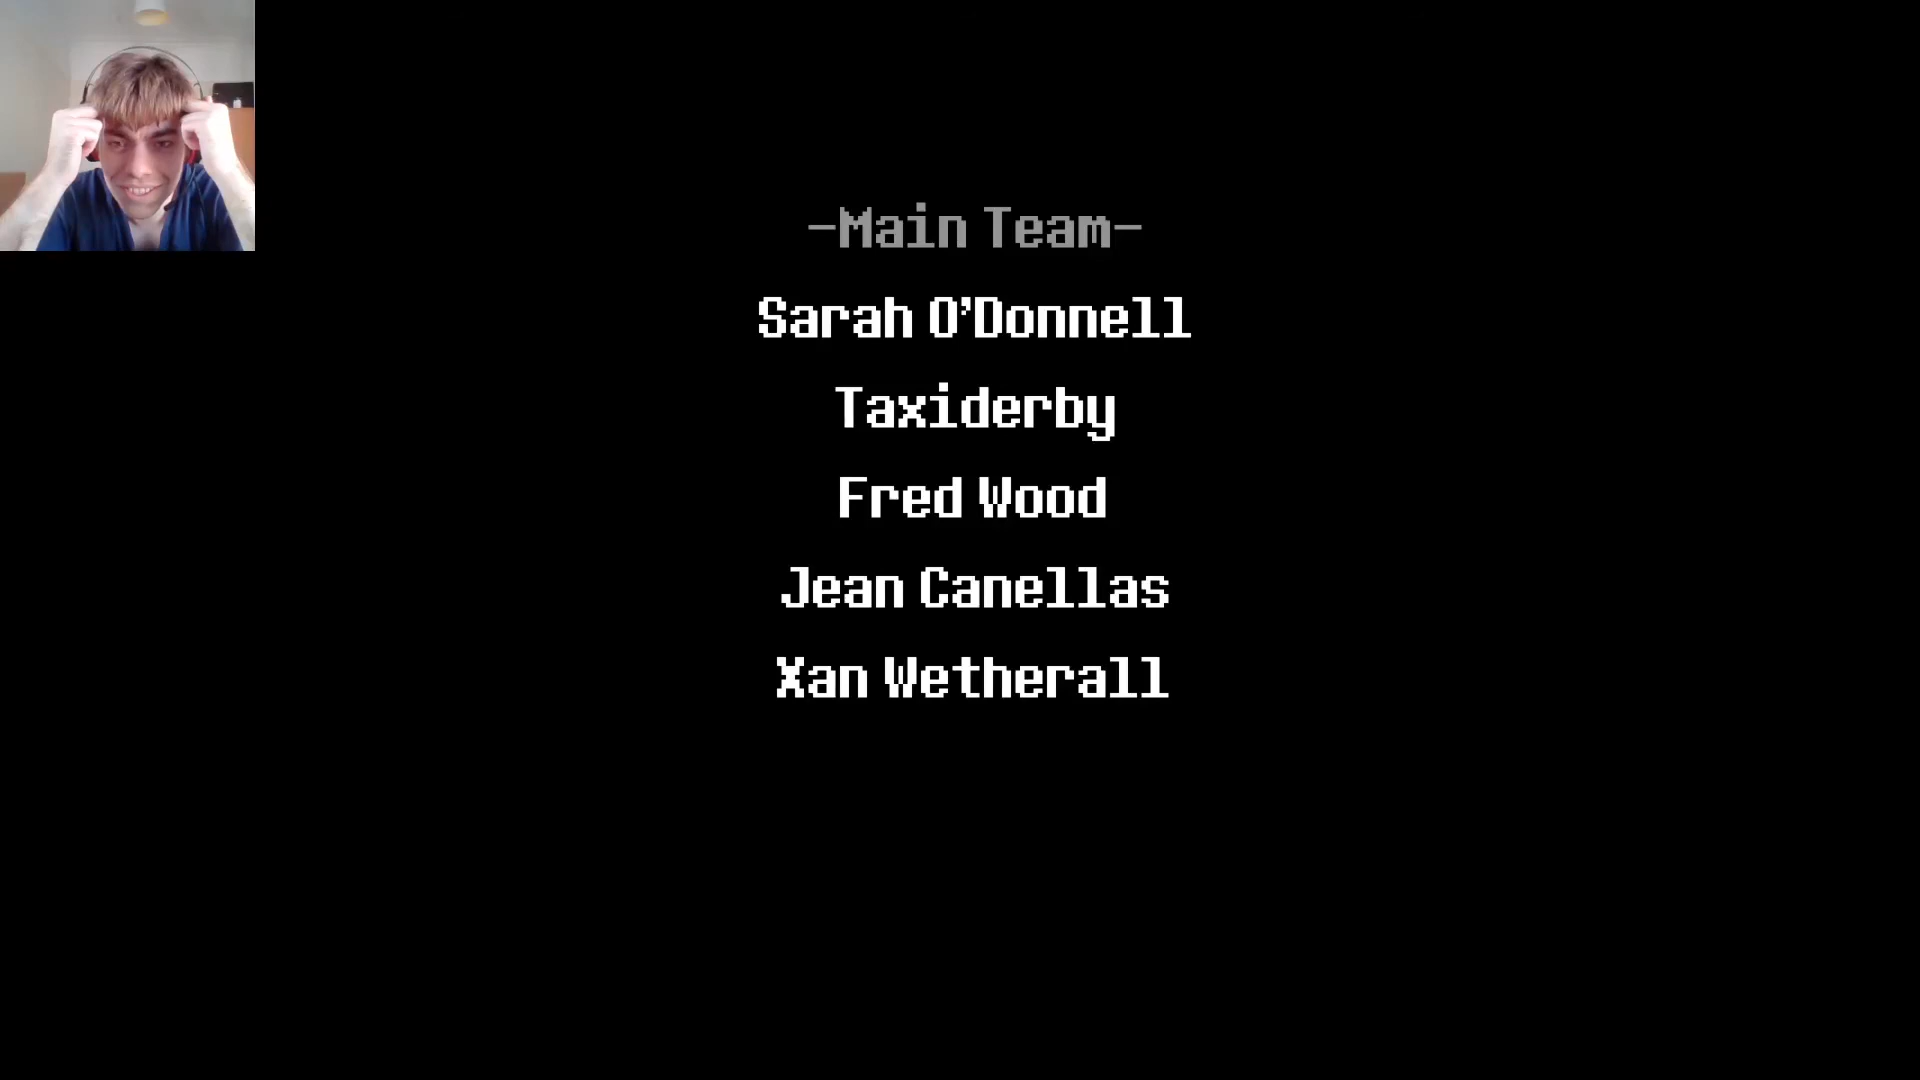 -Main Team-
Sarah O'Donnell
Taxiderby
Fred Wood
Jean Canellas
Xan Wetherall